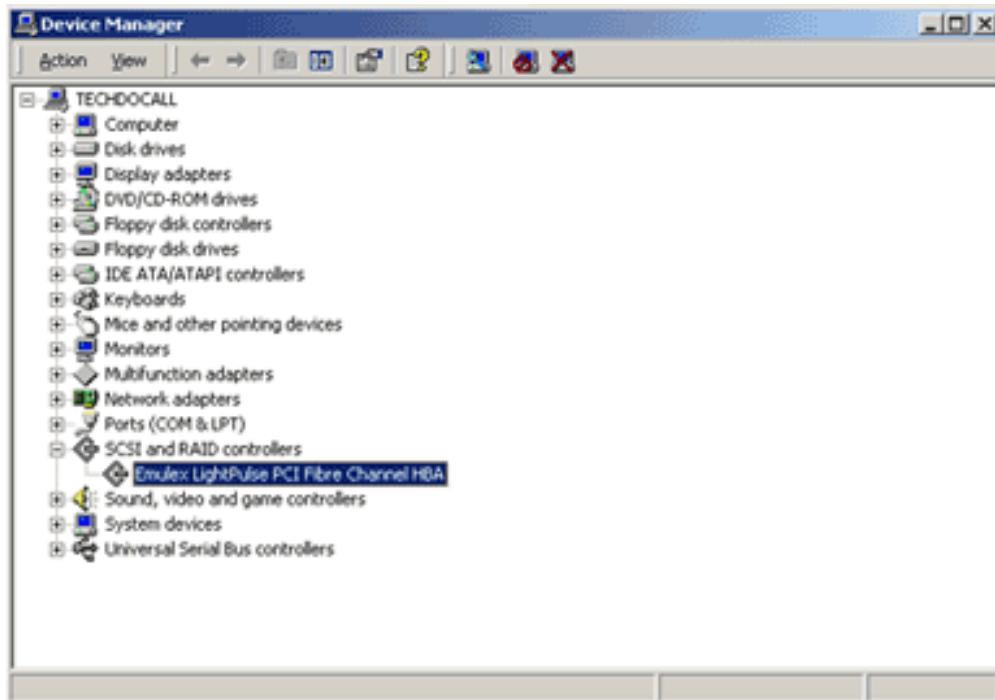 Device Manager
Action View
TECHDOCALL
Computer
Disk drives
Display adapters
DVD/CD-ROM drives
Floppy disk controllers
Floppy disk drives
IDE ATA/ATAPI controllers
Keyboards
Mice and other pointing devices
Monitors
Multifunction adapters
Network adapters
Ports (COM & LPT)
SCSI and RAID controllers
Emulex LightPulse PCI Fibre Channel HBA
Sound, video and game controllers
System devices
Universal Serial Bus controllers